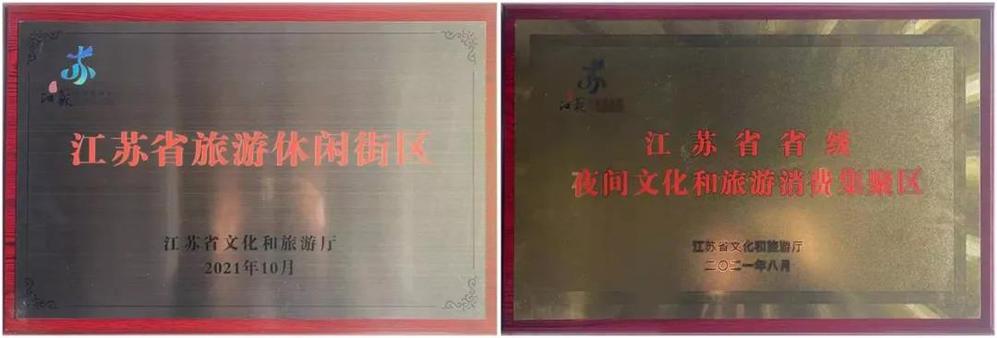 苏
江苏省旅游休闲街区
江苏省文化和旅游厅
2021年10月
苏
江苏省省级
夜间文化和旅游消费集聚区
江苏省文化和旅游厅
二〇二一年八月